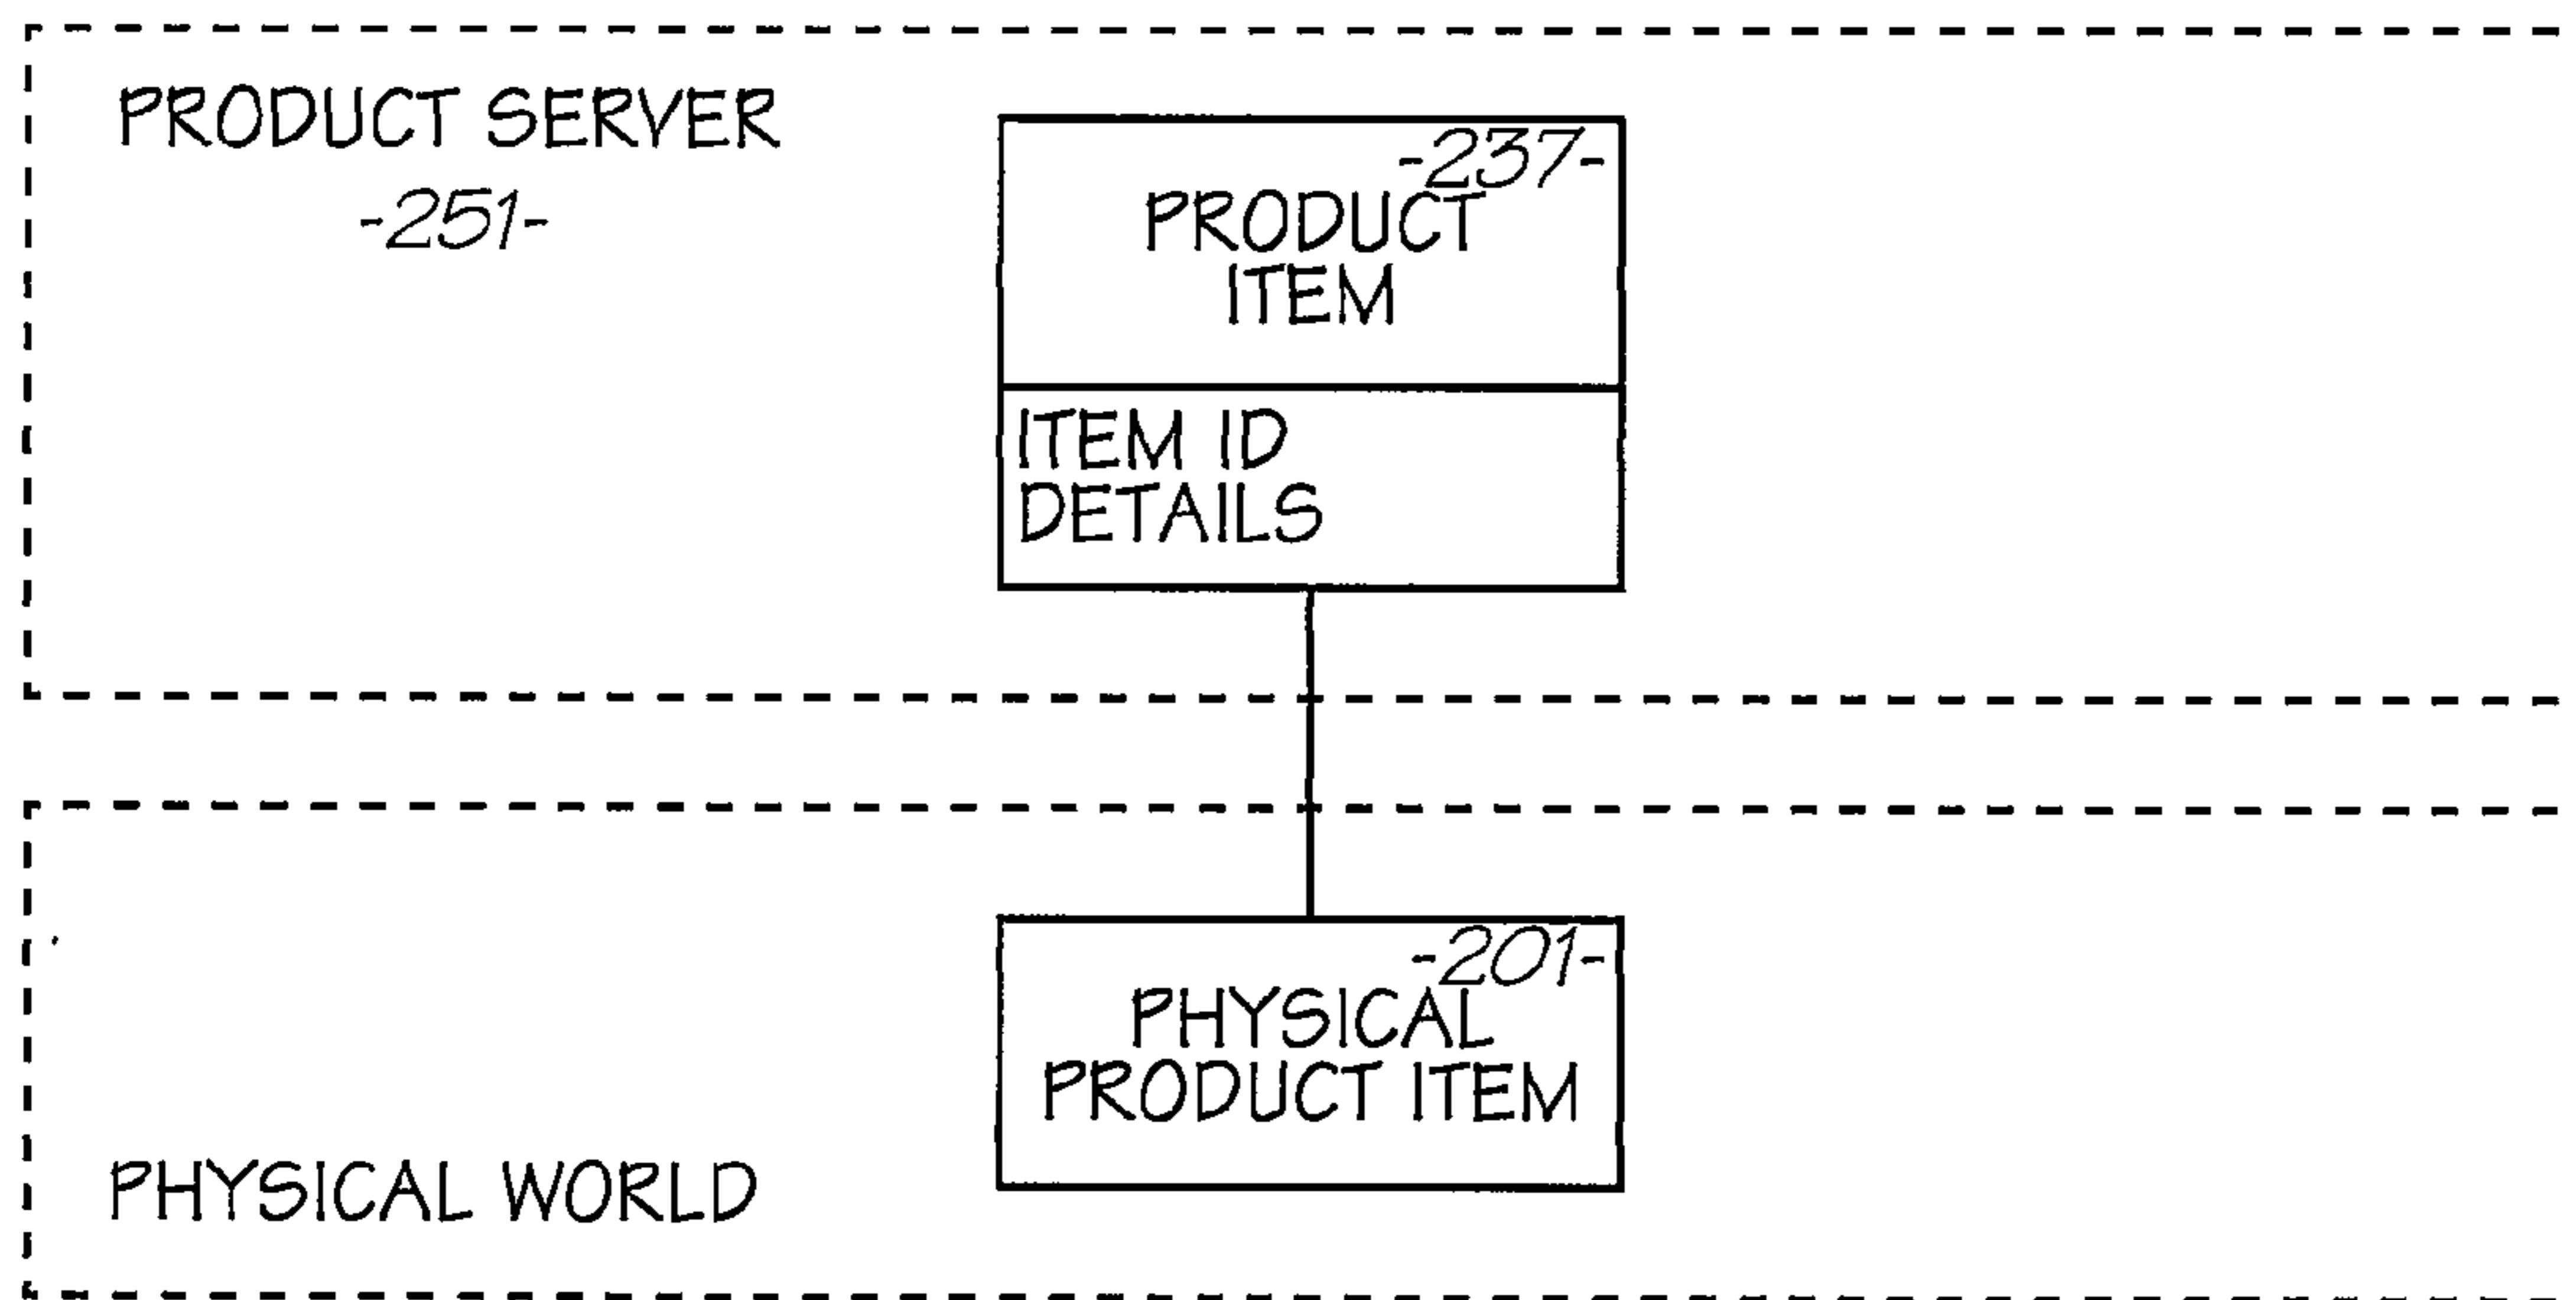 PRODUCT SERVER
-251-
-237-
PRODUCT
ITEM
ITEM ID
DETAILS
-201-
PHYSICAL
PRODUCT ITEM
PHYSICAL WORLD